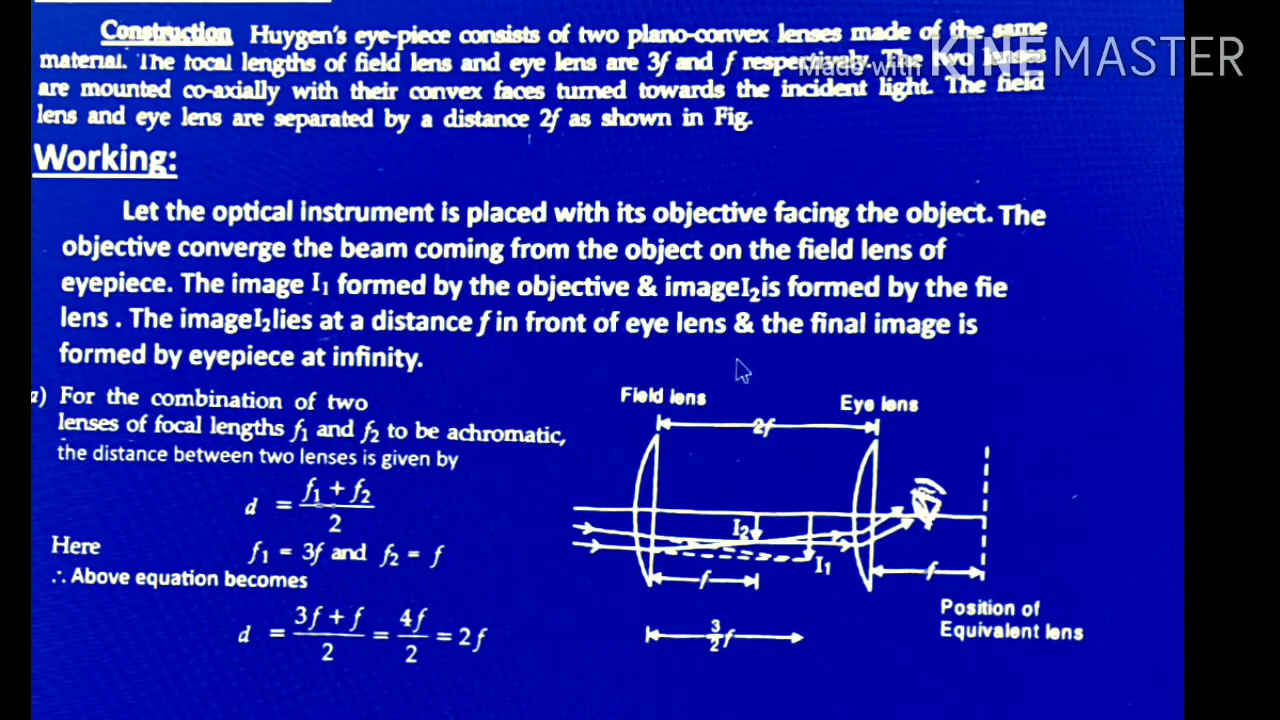 Construction Huygen's eye-piece consists of two plano-convex lenses made of the same
material. The focal lengths of field lens and eye lens are 3f and f respectively. The two lenses
are mounted co-axially with their convex faces turned towards the incident light. The field
lens and eye lens are separated by a distance 2f as shown in Fig.
Made with KINEMASTER
Working:
Let the optical instrument is placed with its objective facing the object. The
objective converge the beam coming from the object on the field lens of
eyepiece. The image I₁ formed by the objective & imageI₂is formed by the fie
lens . The imageI₂lies at a distance f in front of eye lens & the final image is
formed by eyepiece at infinity.
a) For the combination of two
lenses of focal lengths f₁ and f₂ to be achromatic,
the distance between two lenses is given by
d = (f₁ + f₂)/2
Here f₁ = 3f and f₂ = f
∴ Above equation becomes
d = (3f + f)/2 = 4f/2 = 2f
Field lens
Eye lens
2f
I₂
I₁
f
f
3/2 f
Position of
Equivalent lens